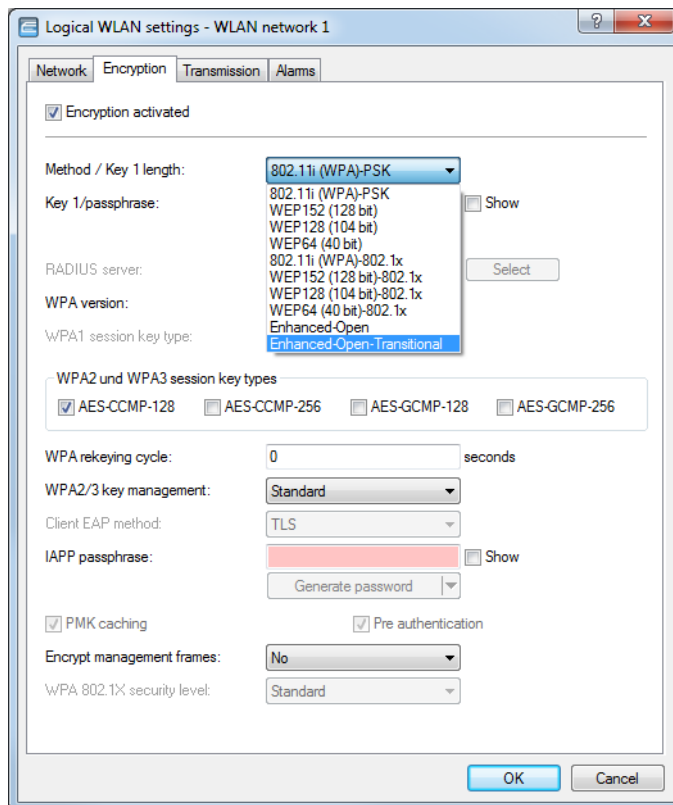 Logical WLAN settings - WLAN network 1
Network Encryption Transmission Alarms
Encryption activated
Method / Key 1 length: 802.11i (WPA)-PSK
802.11i (WPA)-PSK
Key 1/passphrase: Show
WEP152 (128 bit)
WEP128 (104 bit)
WEP64 (40 bit)
802.11i (WPA)-802.1x
RADIUS server: Select
WEP152 (128 bit)-802.1x
WEP128 (104 bit)-802.1x
WPA version:
WEP64 (40 bit)-802.1x
Enhanced-Open
WPA1 session key type:
Enhanced-Open-Transitional
WPA2 und WPA3 session key types
AES-CCMP-128 AES-CCMP-256 AES-GCMP-128 AES-GCMP-256
WPA rekeying cycle: 0 seconds
WPA2/3 key management: Standard
Client EAP method: TLS
IAPP passphrase: Show
Generate password
PMK caching Pre authentication
Encrypt management frames: No
WPA 802.1X security level: Standard
OK Cancel